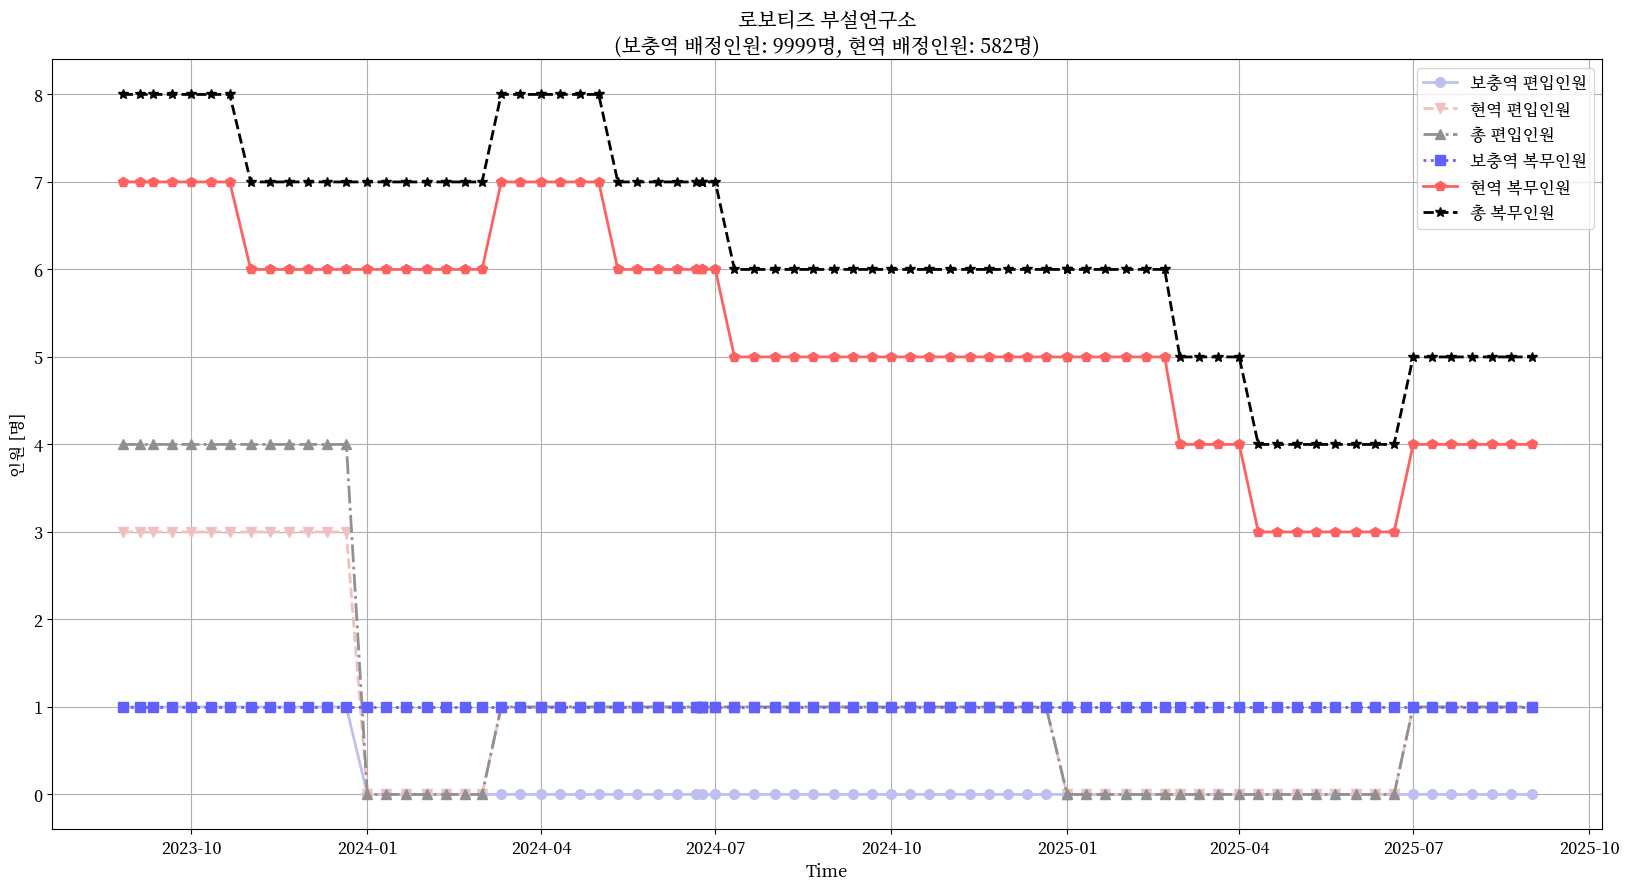 로보티즈 부설연구소
(보충역 배정인원: 9999명, 현역 배정인원: 582명)
보충역 편입인원
현역 편입인원
총 편입인원
보충역 복무인원
현역 복무인원
총 복무인원
인원 [명]
8
7
6
5
4
3
2
1
0
2023-10
2024-01
2024-04
2024-07
2024-10
2025-01
2025-04
2025-07
2025-10
Time